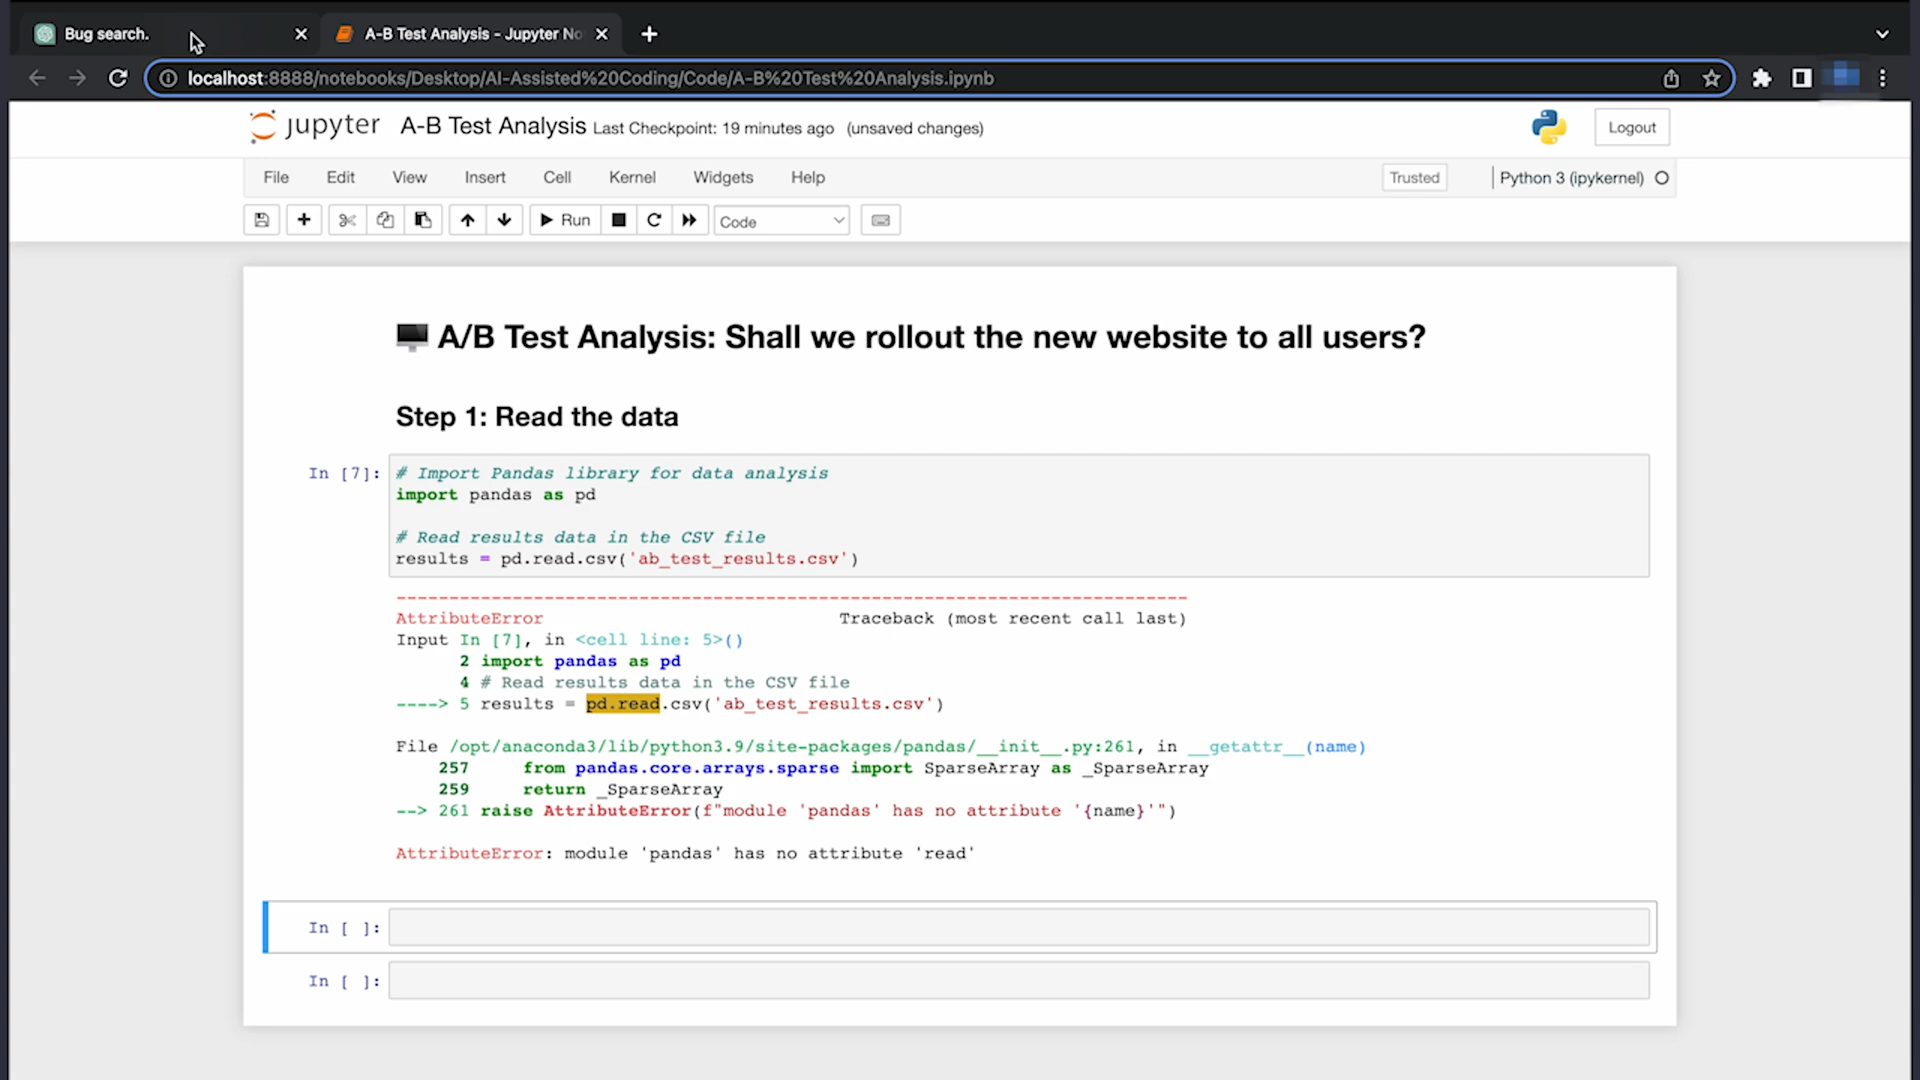 Bug search.
A-B Test Analysis - Jupyter No
localhost:8888/notebooks/Desktop/AI-Assisted%20Coding/Code/A-B%20Test%20Analysis.ipynb
jupyter A-B Test Analysis Last Checkpoint: 19 minutes ago (unsaved changes)
Logout
File Edit View Insert Cell Kernel Widgets Help
Trusted
Python 3 (ipykernel)
Run
Code
A/B Test Analysis: Shall we rollout the new website to all users?
Step 1: Read the data
In [7]: # Import Pandas library for data analysis
import pandas as pd
# Read results data in the CSV file
results = pd.read.csv('ab_test_results.csv')
---------------------------------------------------------------------------
AttributeError Traceback (most recent call last)
Input In [7], in <cell line: 5>()
2 import pandas as pd
4 # Read results data in the CSV file
----> 5 results = pd.read.csv('ab_test_results.csv')
File /opt/anaconda3/lib/python3.9/site-packages/pandas/__init__.py:261, in __getattr__(name)
257 from pandas.core.arrays.sparse import SparseArray as _SparseArray
259 return _SparseArray
--> 261 raise AttributeError(f"module 'pandas' has no attribute '{name}'")
AttributeError: module 'pandas' has no attribute 'read'
In [ ]:
In [ ]: